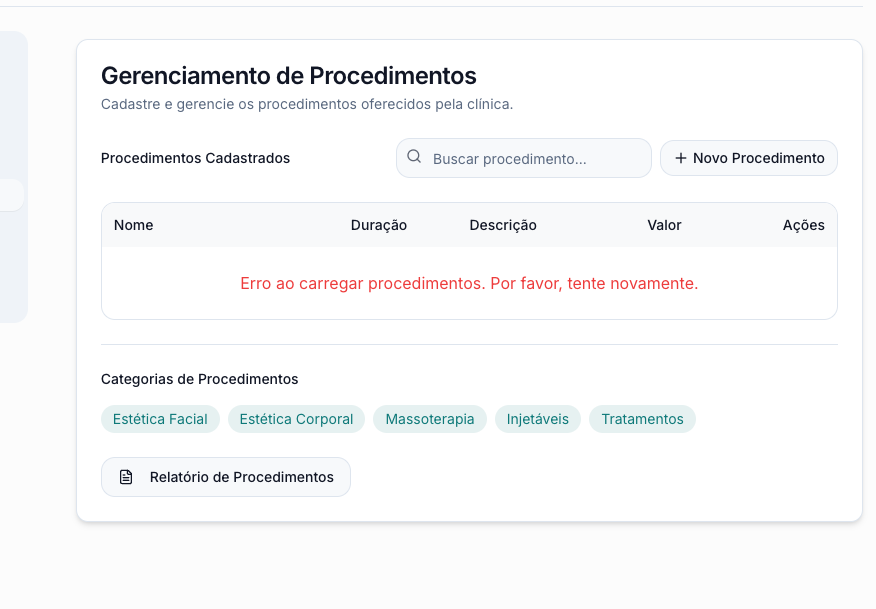 Gerenciamento de Procedimentos
Cadastre e gerencie os procedimentos oferecidos pela clínica.
Procedimentos Cadastrados
Buscar procedimento...
Novo Procedimento
Nome Duração Descrição Valor Ações
Erro ao carregar procedimentos. Por favor, tente novamente.
Categorias de Procedimentos
Estética Facial Estética Corporal Massoterapia Injetáveis Tratamentos
Relatório de Procedimentos